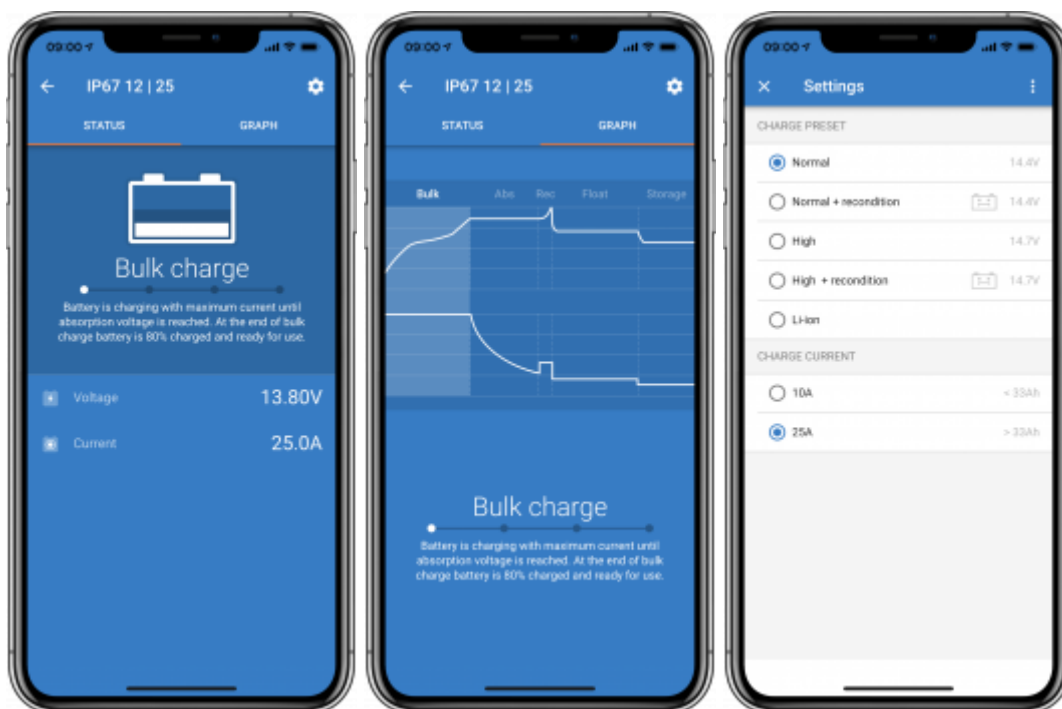 09:00
IP67 12 | 25
STATUS GRAPH
Bulk charge
Battery is charging with maximum current until
absorption voltage is reached. At the end of bulk
charge battery is 80% charged and ready for use.
Voltage 13.80V
Current 25.0A
09:00
IP67 12 | 25
STATUS GRAPH
Bulk Abs Rec Float Storage
Bulk charge
Battery is charging with maximum current until
absorption voltage is reached. At the end of bulk
charge battery is 80% charged and ready for use.
09:00
Settings
CHARGE PRESET
Normal 14.4V
Normal + recondition 14.4V
High 14.7V
High + recondition 14.7V
Li-ion
CHARGE CURRENT
10A < 33Ah
25A > 33Ah